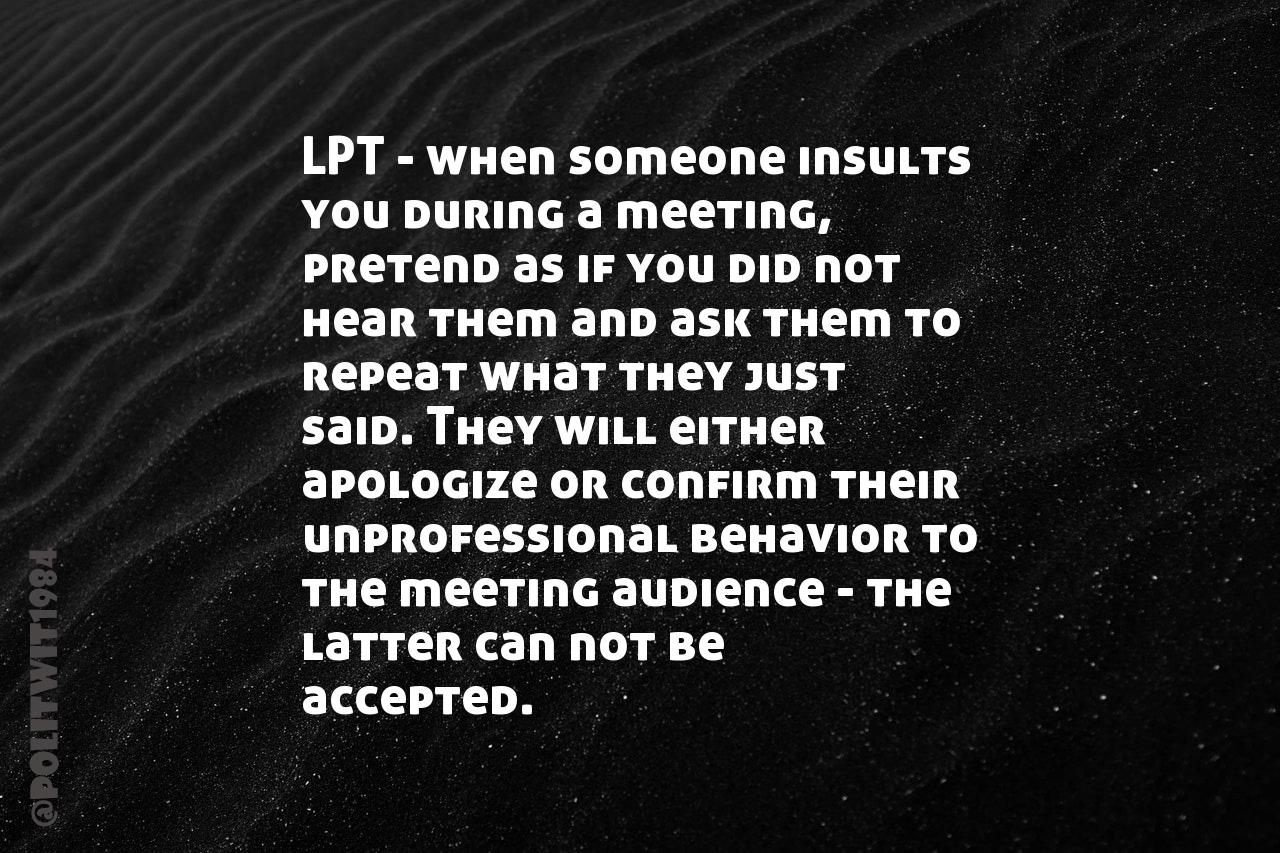 LPT - when someone insults
you during a meeting,
pretend as if you did not
hear them and ask them to
repeat what they just
said. They will either
apologize or confirm their
unprofessional behavior to
the meeting audience - the
latter can not be
accepted.
@politwit1984